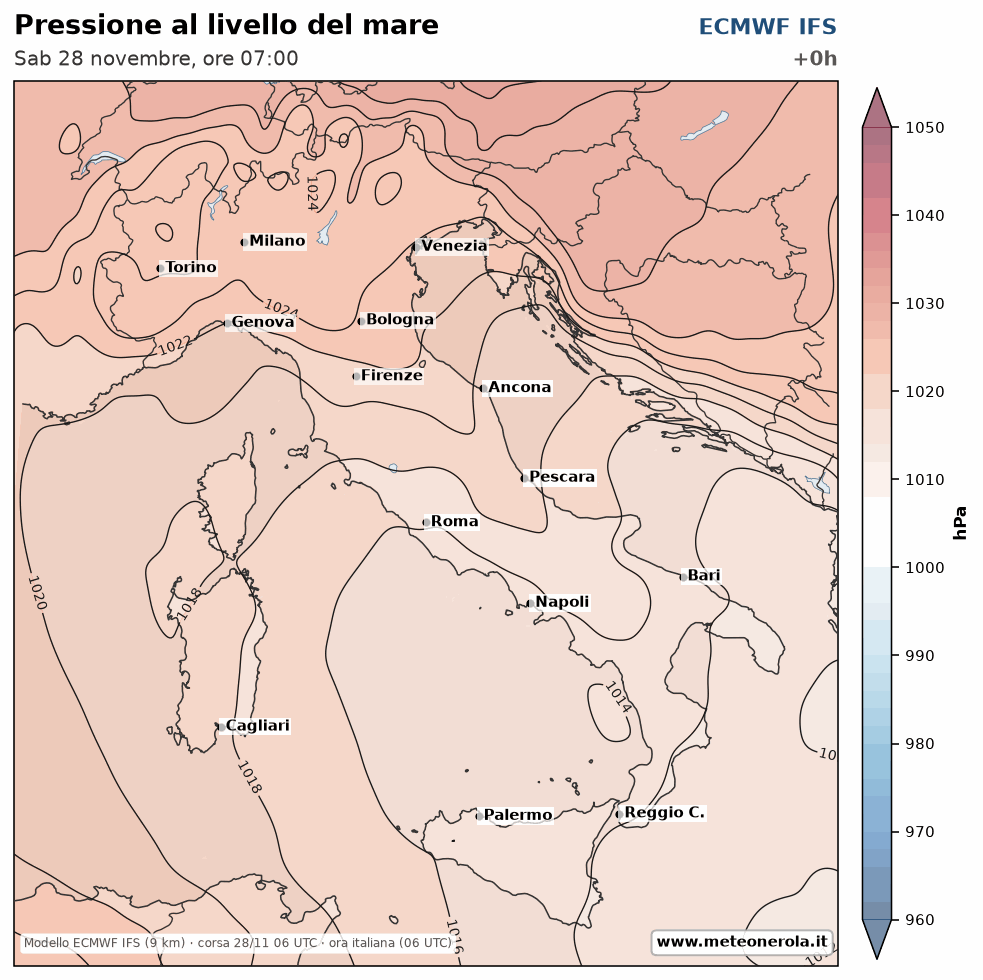 Pressione al livello del mare
ECMWF IFS
Sab 28 novembre, ore 07:00
+0h
1050
1040
1030
1020
1010
1000
990
980
970
960
hPa
1024
Milano
Venezia
Torino
1024
Genova
Bologna
1022
Firenze
Ancona
Pescara
Roma
Bari
1020
1018
Napoli
1014
Cagliari
10
1018
Palermo
Reggio C.
1016
Modello ECMWF IFS (9 km) · corsa 28/11 06 UTC · ora italiana (06 UTC)
www.meteonerola.it